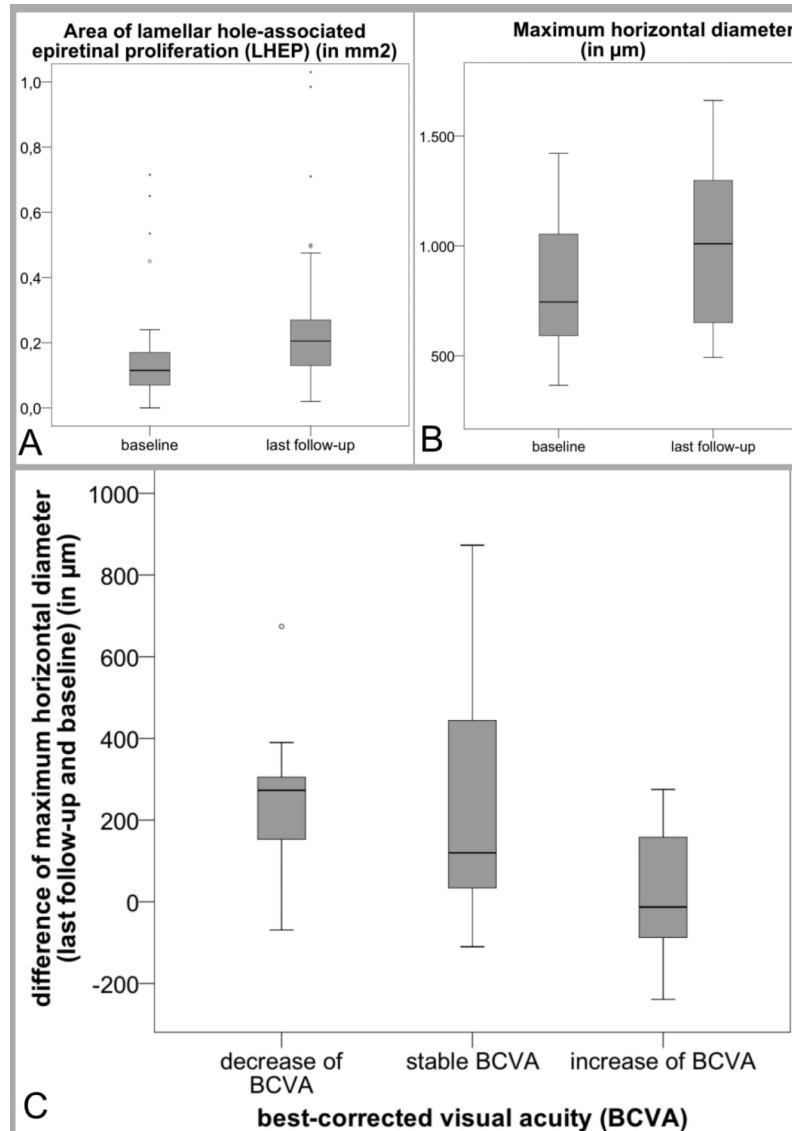 Area of lamellar hole-associated
epiretinal proliferation (LHEP) (in mm2)
1,0
0,8
0,6
0,4
0,2
0,0
baseline
last follow-up
A
Maximum horizontal diameter
(in µm)
1.500
1.000
500
baseline
last follow-up
B
difference of maximum horizontal diameter
(last follow-up and baseline) (in µm)
1000
800
600
400
200
0
-200
decrease of
BCVA
stable BCVA
increase of BCVA
best-corrected visual acuity (BCVA)
C